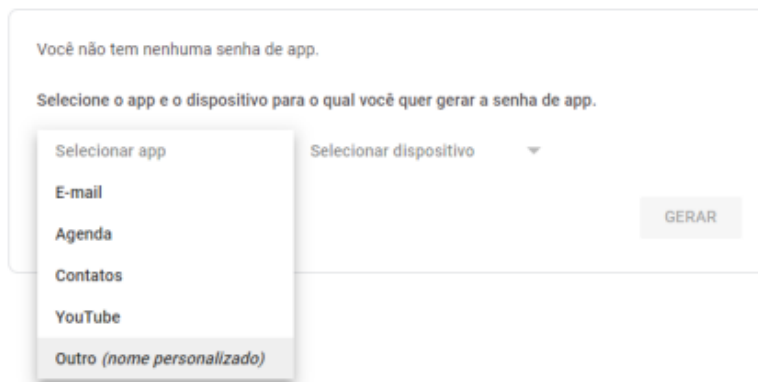 Você não tem nenhuma senha de app.
Selecione o app e o dispositivo para o qual você quer gerar a senha de app.
Selecionar app
Selecionar dispositivo
E-mail
Agenda
GERAR
Contatos
YouTube
Outro (nome personalizado)